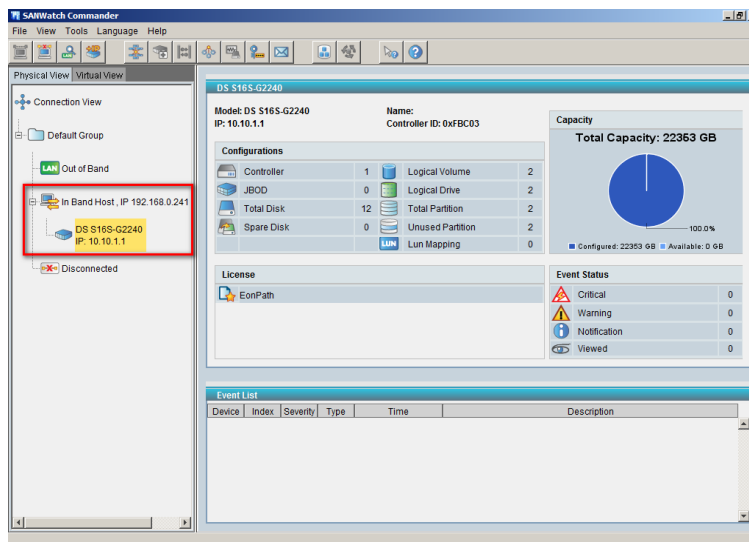 SANWatch Commander
File View Tools Language Help
Physical View Virtual View
Connection View
Default Group
LAN Out of Band
In Band Host , IP 192.168.0.241
DS S16S-G2240
IP: 10.10.1.1
Disconnected
DS S16S-G2240
Model: DS S16S-G2240 Name:
IP: 10.10.1.1 Controller ID: 0xFBC03
Configurations
Controller 1 Logical Volume 2
JBOD 0 Logical Drive 2
Total Disk 12 Total Partition 2
Spare Disk 0 Unused Partition 2
LUN Lun Mapping 0
Capacity
Total Capacity: 22353 GB
100.0%
Configured: 22353 GB Available: 0 GB
License
EonPath
Event Status
Critical 0
Warning 0
Notification 0
Viewed 0
Event List
Device Index Severity Type Time Description